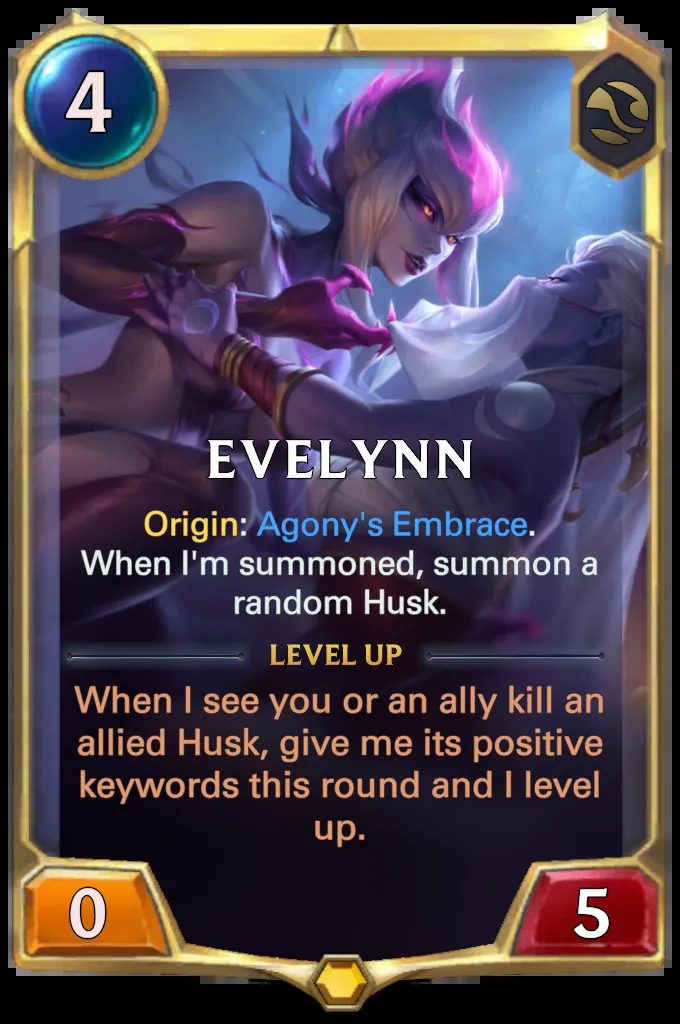 4
EVELYNN
Origin: Agony's Embrace.
When I'm summoned, summon a
random Husk.
LEVEL UP
When I see you or an ally kill an
allied Husk, give me its positive
keywords this round and I level
up.
0
5